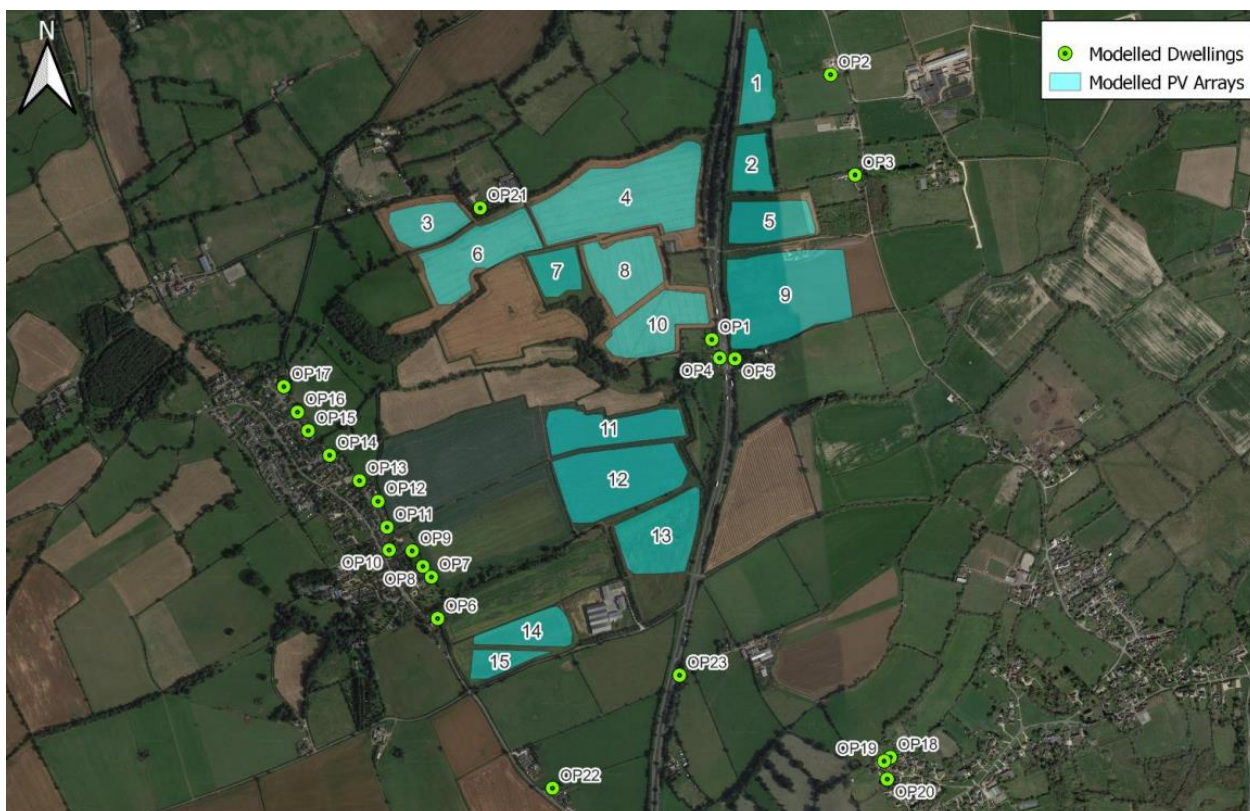 N
Modelled Dwellings
Modelled PV Arrays
1
OP2
2
OP3
OP21
4
3
5
6
7
8
9
10
OP1
OP4
OP5
OP17
OP16
OP15
11
OP14
12
OP13
OP12
13
OP11
OP9
OP10
OP7
OP8
OP6
14
15
OP23
OP19
OP18
OP20
OP22